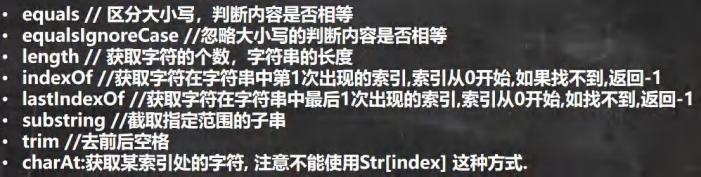 • equals // 区分大小写，判断内容是否相等
• equalsIgnoreCase //忽略大小写的判断内容是否相等
• length // 获取字符的个数，字符串的长度
• indexOf //获取字符在字符串中第1次出现的索引,索引从0开始,如果找不到,返回-1
• lastIndexOf //获取字符在字符串中最后1次出现的索引,索引从0开始,如找不到,返回-1
• substring //截取指定范围的子串
• trim //去前后空格
• charAt:获取某索引处的字符, 注意不能使用Str[index] 这种方式.